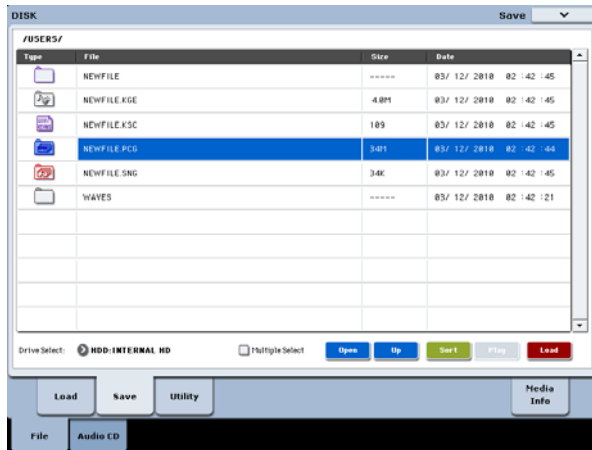 DISK Save
/USERS/
Type File Size Date
NEWFILE ----- 03/ 12/ 2010 02 :42 :45
NEWFILE.KGE 4.0M 03/ 12/ 2010 02 :42 :45
NEWFILE.KSC 109 03/ 12/ 2010 02 :42 :45
NEWFILE.PCG 34M 03/ 12/ 2010 02 :42 :44
NEWFILE.SNG 34K 03/ 12/ 2010 02 :42 :45
WAVES ----- 03/ 12/ 2010 02 :42 :21
Drive Select: HDD:INTERNAL HD Multiple Select Open Up Sort Play Load
Load Save Utility Media Info
File Audio CD